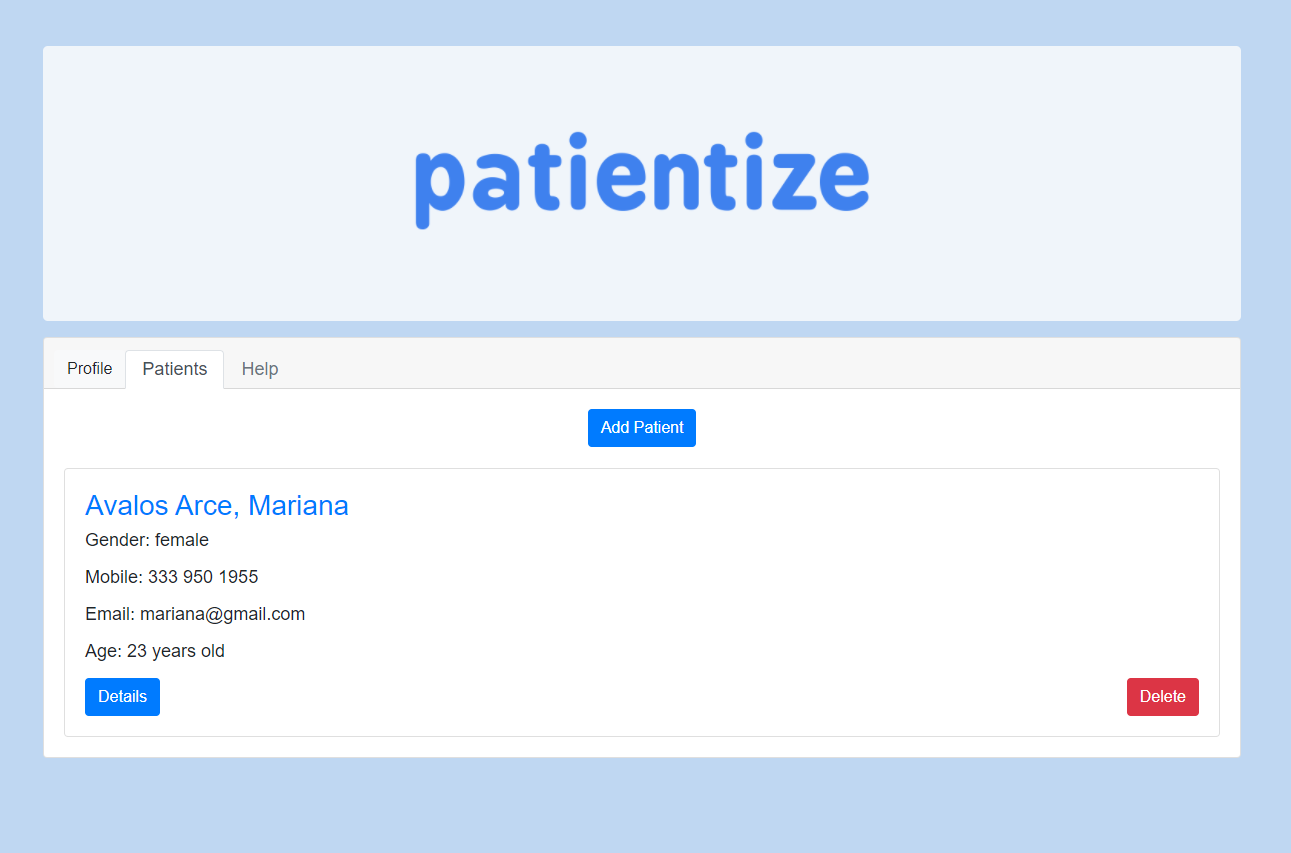 patientize
Profile Patients Help
Add Patient
Avalos Arce, Mariana
Gender: female
Mobile: 333 950 1955
Email: mariana@gmail.com
Age: 23 years old
Details Delete